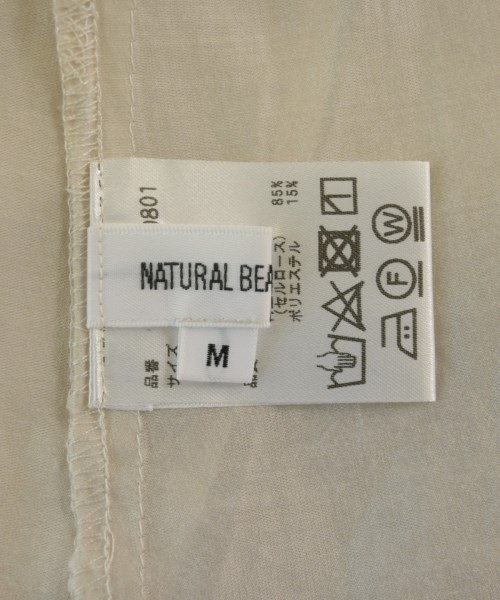 NATURAL BEA
M
0801
品番
サイズ
(セルロース) 85%
ポリエステル 15%
F
W